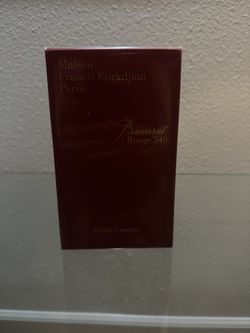 Maison
Francis Kurkdjian
Paris
Baccarat
Rouge 540